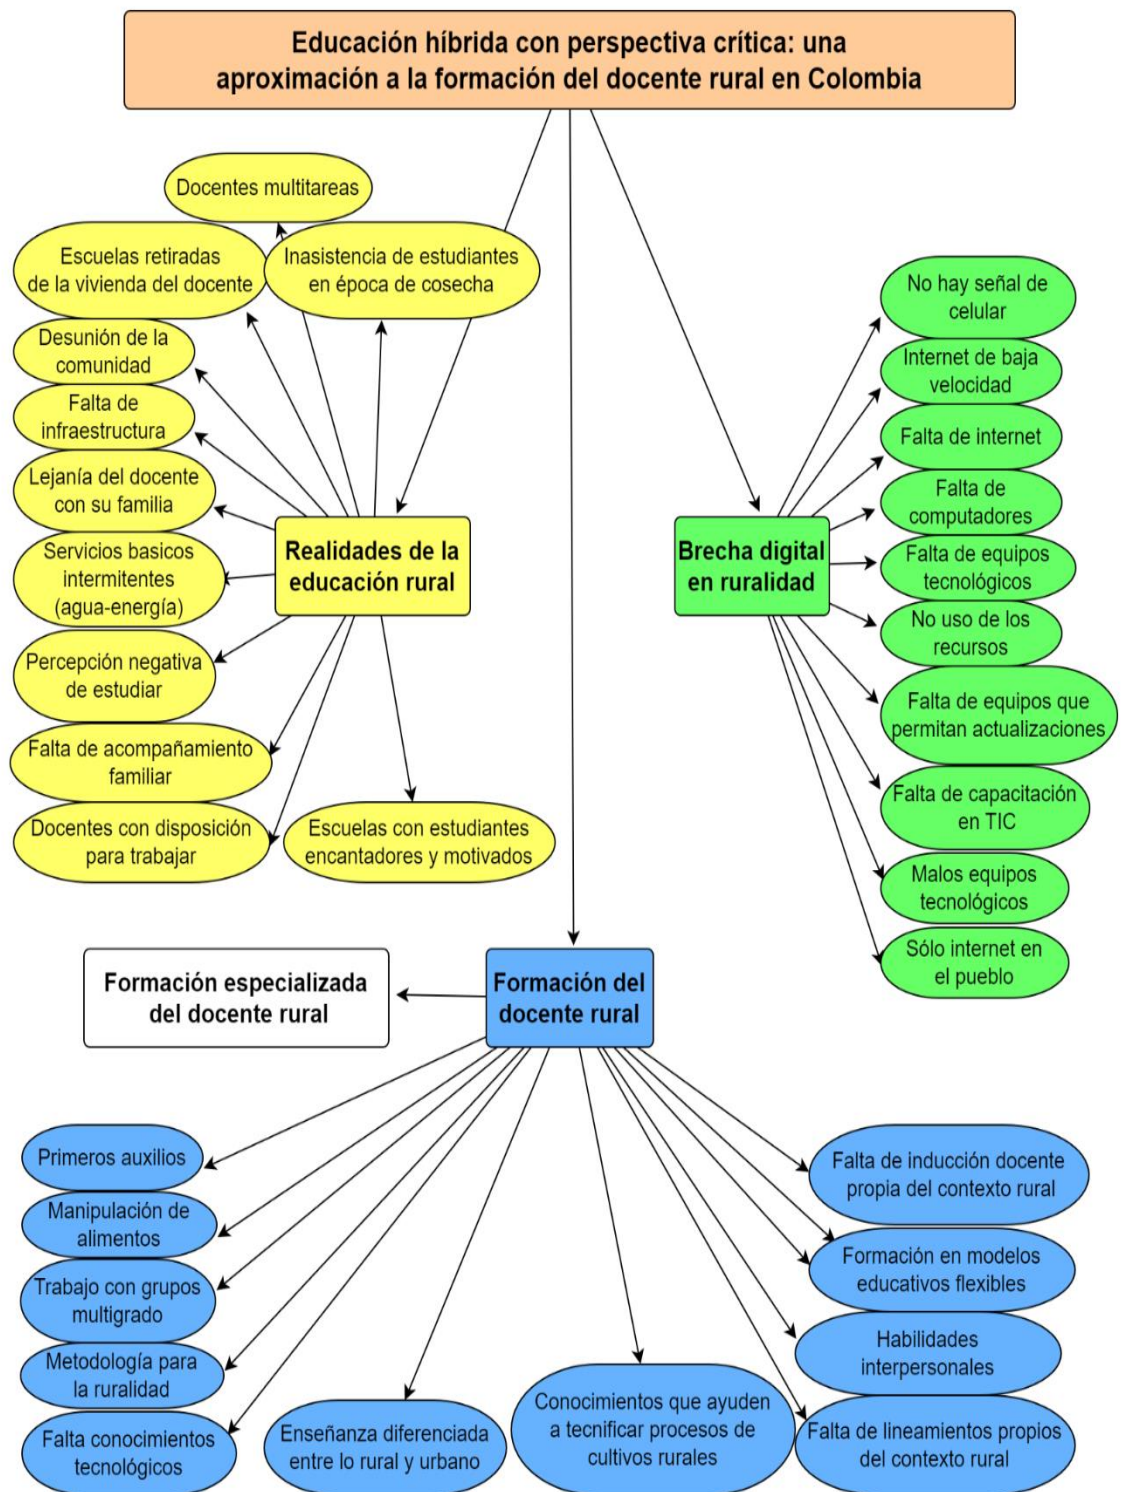 Educación híbrida con perspectiva crítica: una
aproximación a la formación del docente rural en Colombia
Docentes multitareas
Escuelas retiradas
de la vivienda del docente
Inasistencia de estudiantes
en época de cosecha
Desunión de la
comunidad
Falta de
infraestructura
Lejanía del docente
con su familia
Servicios basicos
intermitentes
(agua-energía)
Percepción negativa
de estudiar
Falta de acompañamiento
familiar
Docentes con disposición
para trabajar
Escuelas con estudiantes
encantadores y motivados
Realidades de la
educación rural
Brecha digital
en ruralidad
No hay señal de
celular
Internet de baja
velocidad
Falta de internet
Falta de
computadores
Falta de equipos
tecnológicos
No uso de los
recursos
Falta de equipos que
permitan actualizaciones
Falta de capacitación
en TIC
Malos equipos
tecnológicos
Sólo internet en
el pueblo
Formación especializada
del docente rural
Formación del
docente rural
Primeros auxilios
Manipulación de
alimentos
Trabajo con grupos
multigrado
Metodología para
la ruralidad
Falta conocimientos
tecnológicos
Enseñanza diferenciada
entre lo rural y urbano
Conocimientos que ayuden
a tecnificar procesos de
cultivos rurales
Falta de inducción docente
propia del contexto rural
Formación en modelos
educativos flexibles
Habilidades
interpersonales
Falta de lineamientos propios
del contexto rural